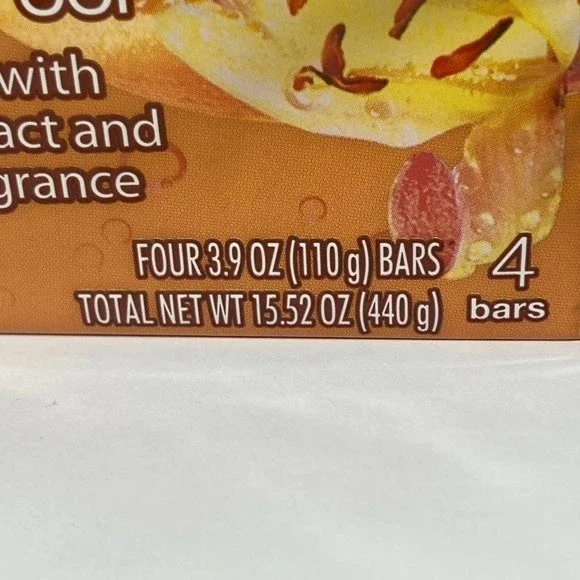 with
act and
grance
FOUR 3.9 OZ (110 g) BARS
TOTAL NET WT 15.52 OZ (440 g)
4
bars